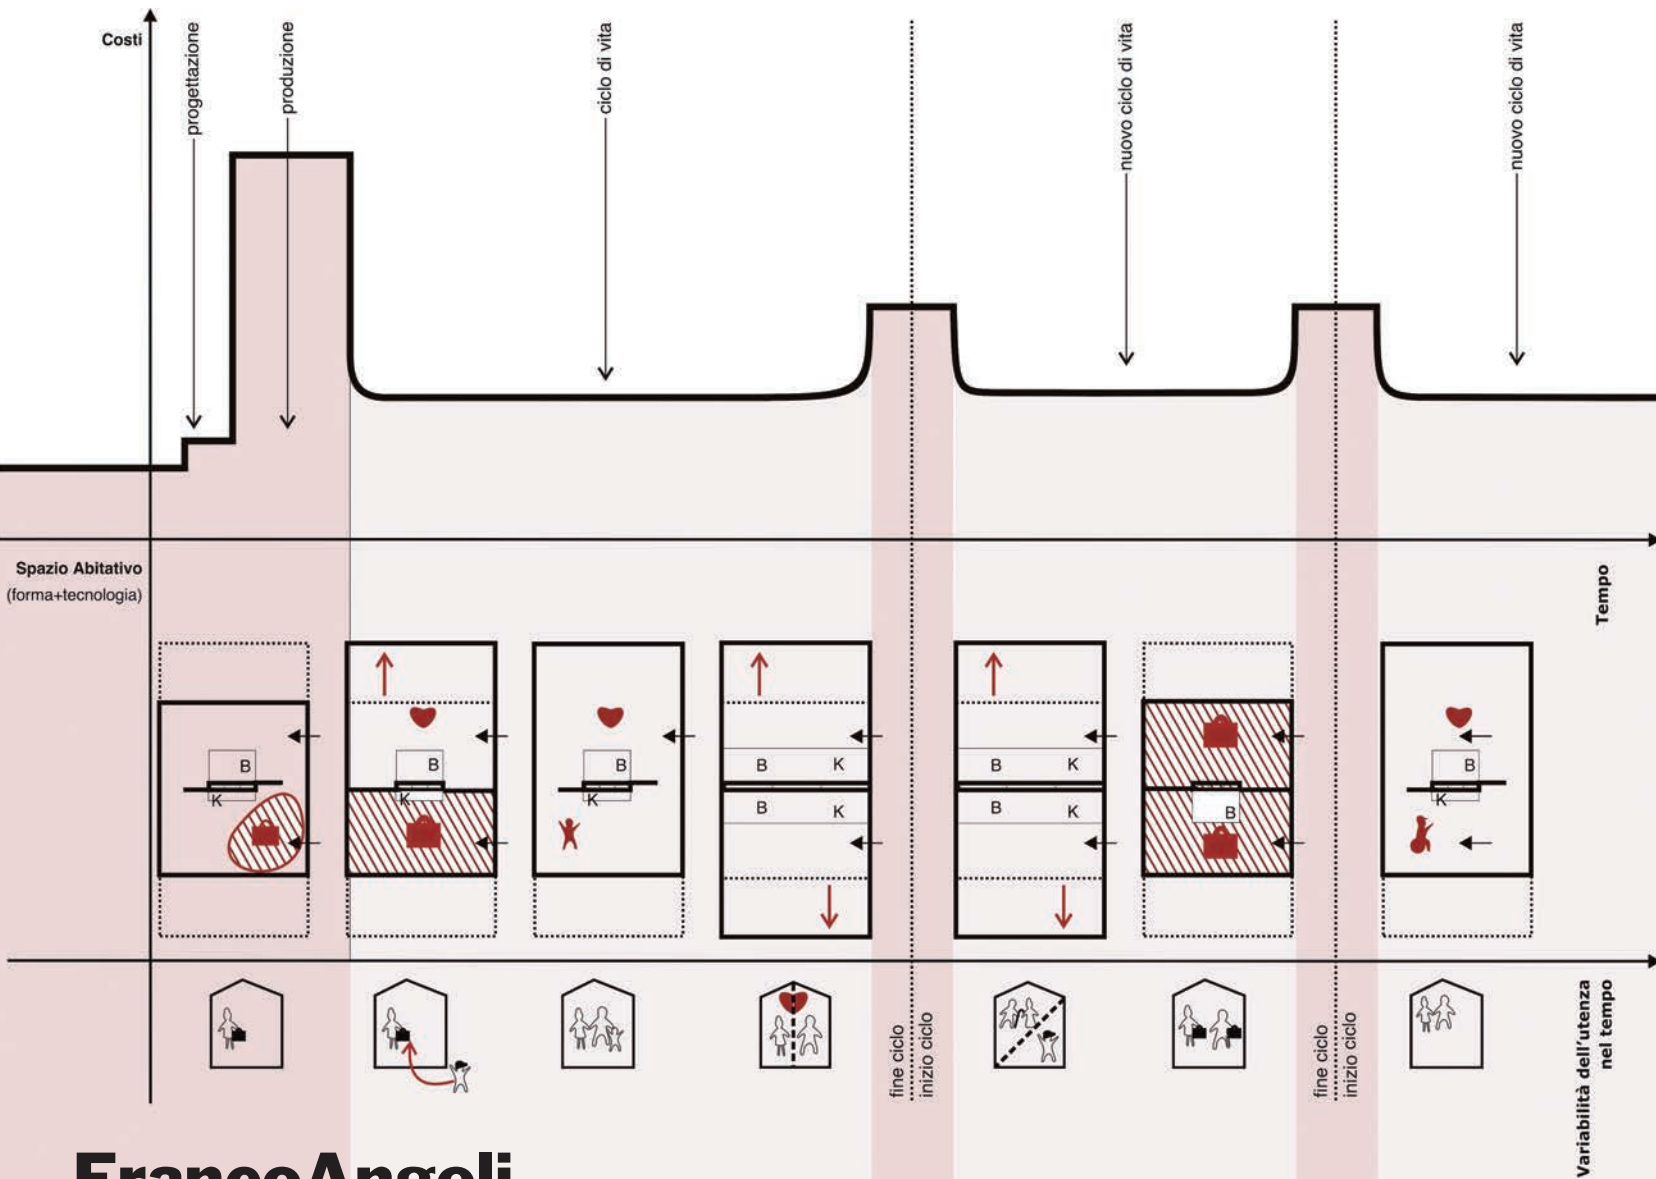 Costi
progettazione
produzione
ciclo di vita
nuovo ciclo di vita
nuovo ciclo di vita
Spazio Abitativo
(forma+tecnologia)
Tempo
B
K
B
K
B
K
B K
B K
B K
B K
B
B
K
fine ciclo
inizio ciclo
fine ciclo
inizio ciclo
Variabilità dell'utenza
nel tempo
FrancoAngeli